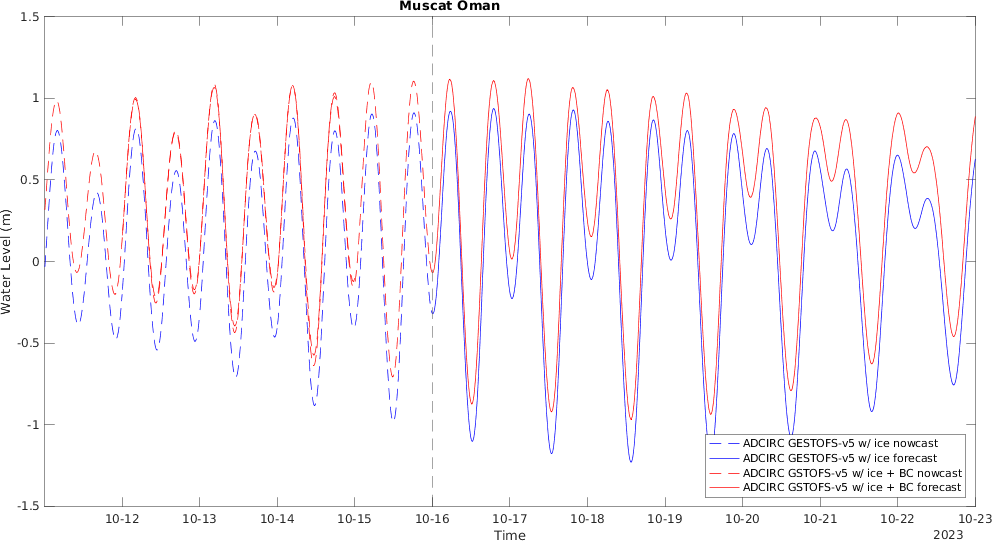 Muscat Oman
1.5
1
0.5
0
-0.5
-1
-1.5
Water Level (m)
ADCIRC GESTOFS-v5 w/ ice nowcast
ADCIRC GESTOFS-v5 w/ ice forecast
ADCIRC GSTOFS-v5 w/ ice + BC nowcast
ADCIRC GSTOFS-v5 w/ ice + BC forecast
10-12 10-13 10-14 10-15 10-16 10-17 10-18 10-19 10-20 10-21 10-22 10-23
Time
2023